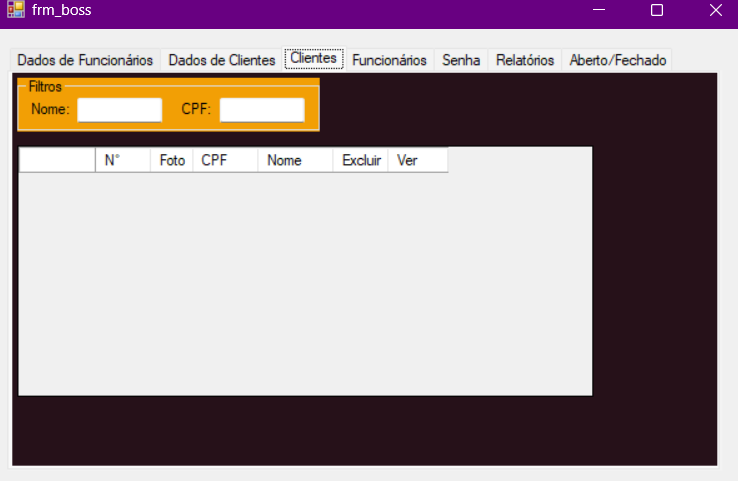 frm_boss
Dados de Funcionários Dados de Clientes Clientes Funcionários Senha Relatórios Aberto/Fechado
Filtros
Nome: CPF:
N° Foto CPF Nome Excluir Ver